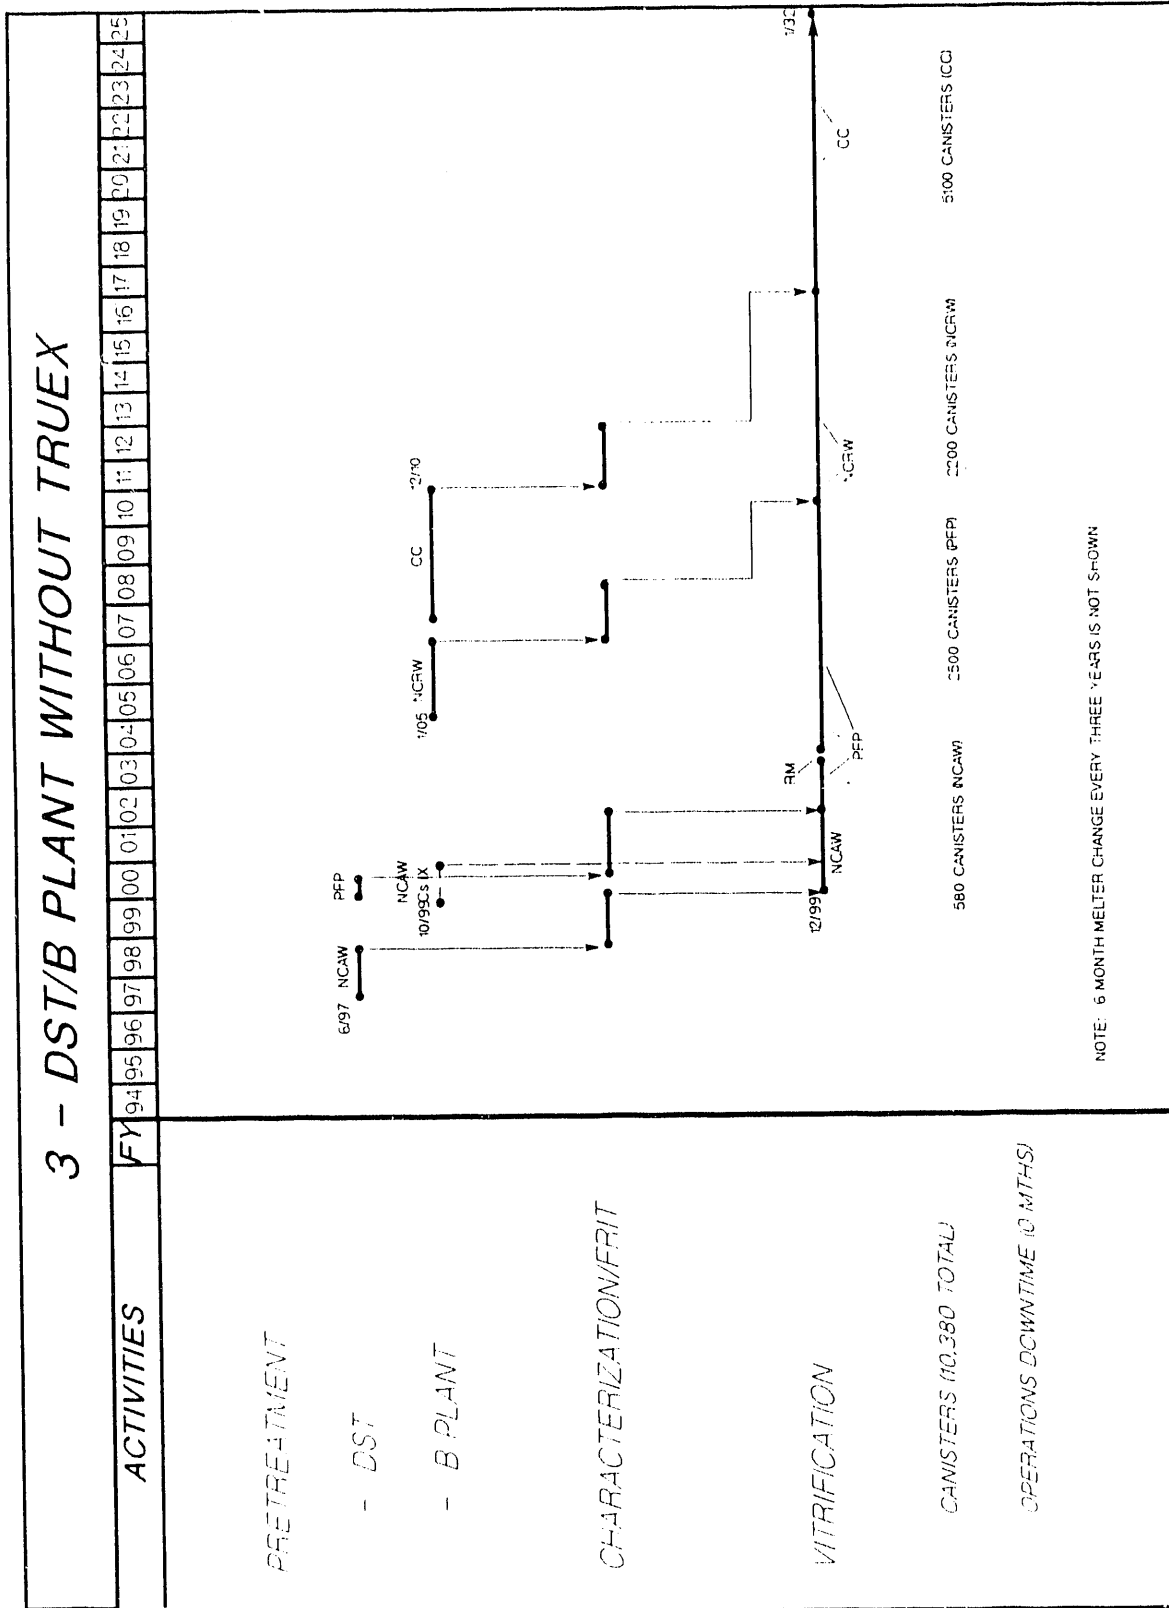 3 - DST/B PLANT WITHOUT TRUEX
ACTIVITIES FY 94 95 96 97 98 99 00 01 02 03 04 05 06 07 08 09 10 11 12 13 14 15 16 17 18 19 20 21 22 23 24 25
PRETREATMENT
- DST
6/97 NCAW
PFP
- B PLANT
NCAW
10/99 Cs IX
1/05 NCRW
CC
12/10
CHARACTERIZATION/FRIT
VITRIFICATION
12/99
NCAW
RM
PFP
NCRW
CC
1/32
CANISTERS (10,380 TOTAL)
580 CANISTERS (NCAW)
2500 CANISTERS (PFP)
2200 CANISTERS (NCRW)
5100 CANISTERS (CC)
OPERATIONS DOWNTIME (0 MTHS)
NOTE: 6 MONTH MELTER CHANGE EVERY THREE YEARS IS NOT SHOWN